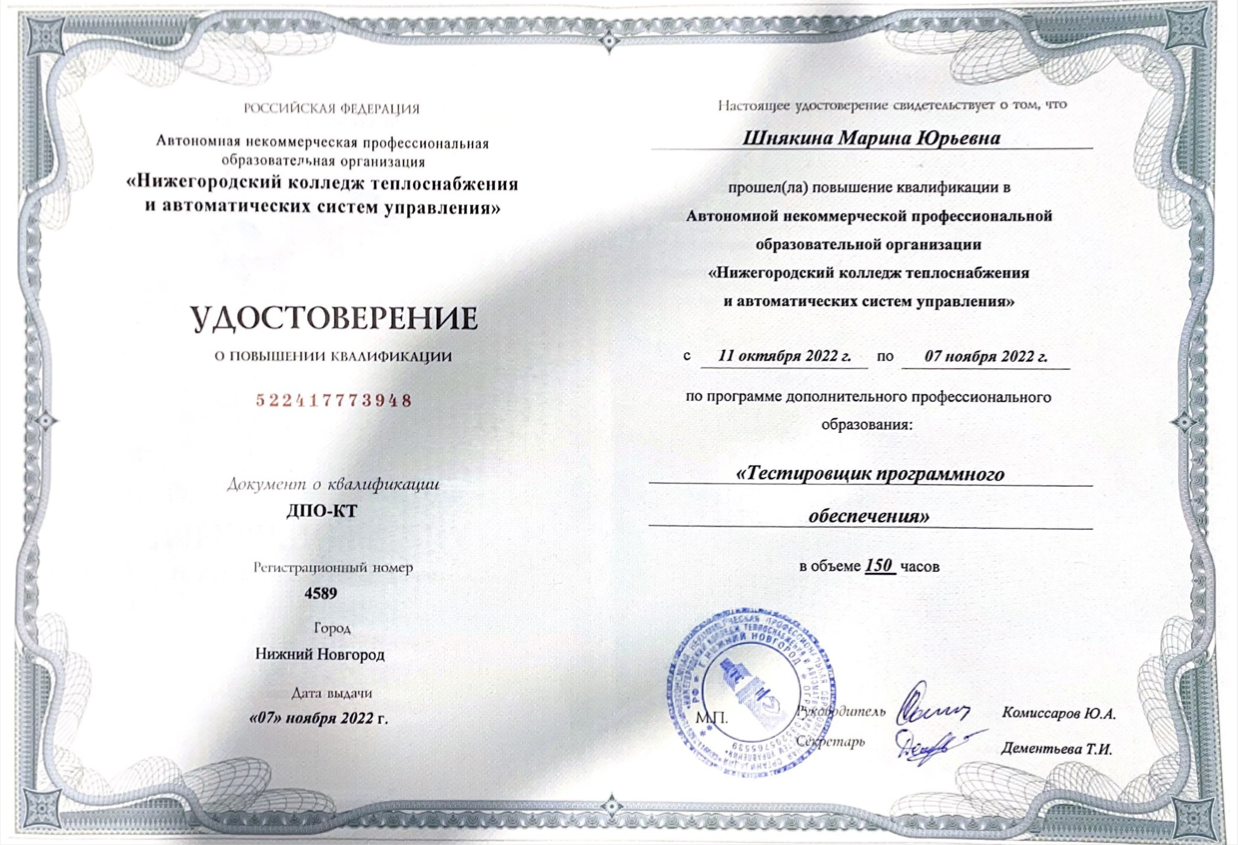 РОССИЙСКАЯ ФЕДЕРАЦИЯ
Автономная некоммерческая профессиональная
образовательная организация
«Нижегородский колледж теплоснабжения
и автоматических систем управления»
УДОСТОВЕРЕНИЕ
О ПОВЫШЕНИИ КВАЛИФИКАЦИИ
522417773948
Документ о квалификации
ДПО-КТ
Регистрационный номер
4589
Город
Нижний Новгород
Дата выдачи
«07» ноября 2022 г.
Настоящее удостоверение свидетельствует о том, что
Шнякина Марина Юрьевна
прошел(ла) повышение квалификации в
Автономной некоммерческой профессиональной
образовательной организации
«Нижегородский колледж теплоснабжения
и автоматических систем управления»
с 11 октября 2022 г. по 07 ноября 2022 г.
по программе дополнительного профессионального
образования:
«Тестировщик программного
обеспечения»
в объеме 150 часов
М.П.
Руководитель Комиссаров Ю.А.
Секретарь Дементьева Т.И.